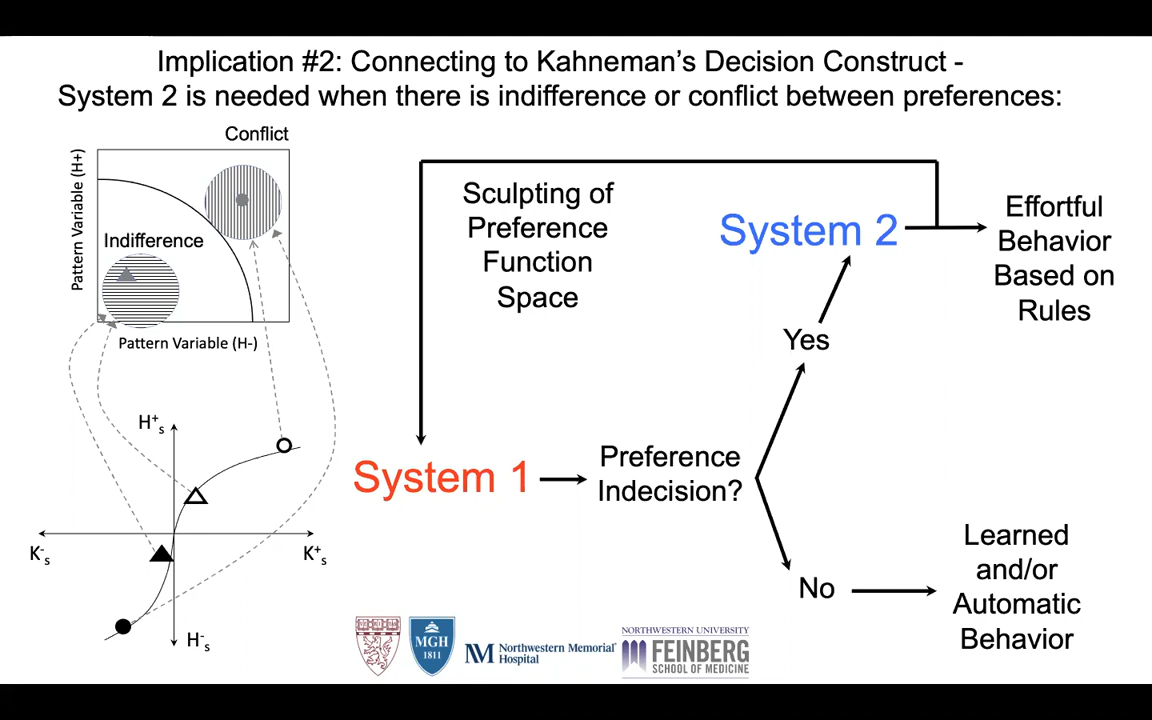 Implication #2: Connecting to Kahneman's Decision Construct -
System 2 is needed when there is indifference or conflict between preferences:
Conflict
Pattern Variable (H+)
Indifference
Pattern Variable (H-)
H+s
K-s
K+s
H-s
Sculpting of
Preference
Function
Space
System 2
Effortful
Behavior
Based on
Rules
Yes
System 1
Preference
Indecision?
No
Learned
and/or
Automatic
Behavior
MGH
1811
NM
Northwestern Memorial'
Hospital
NORTHWESTERN UNIVERSITY
FEINBERG
SCHOOL OF MEDICINE